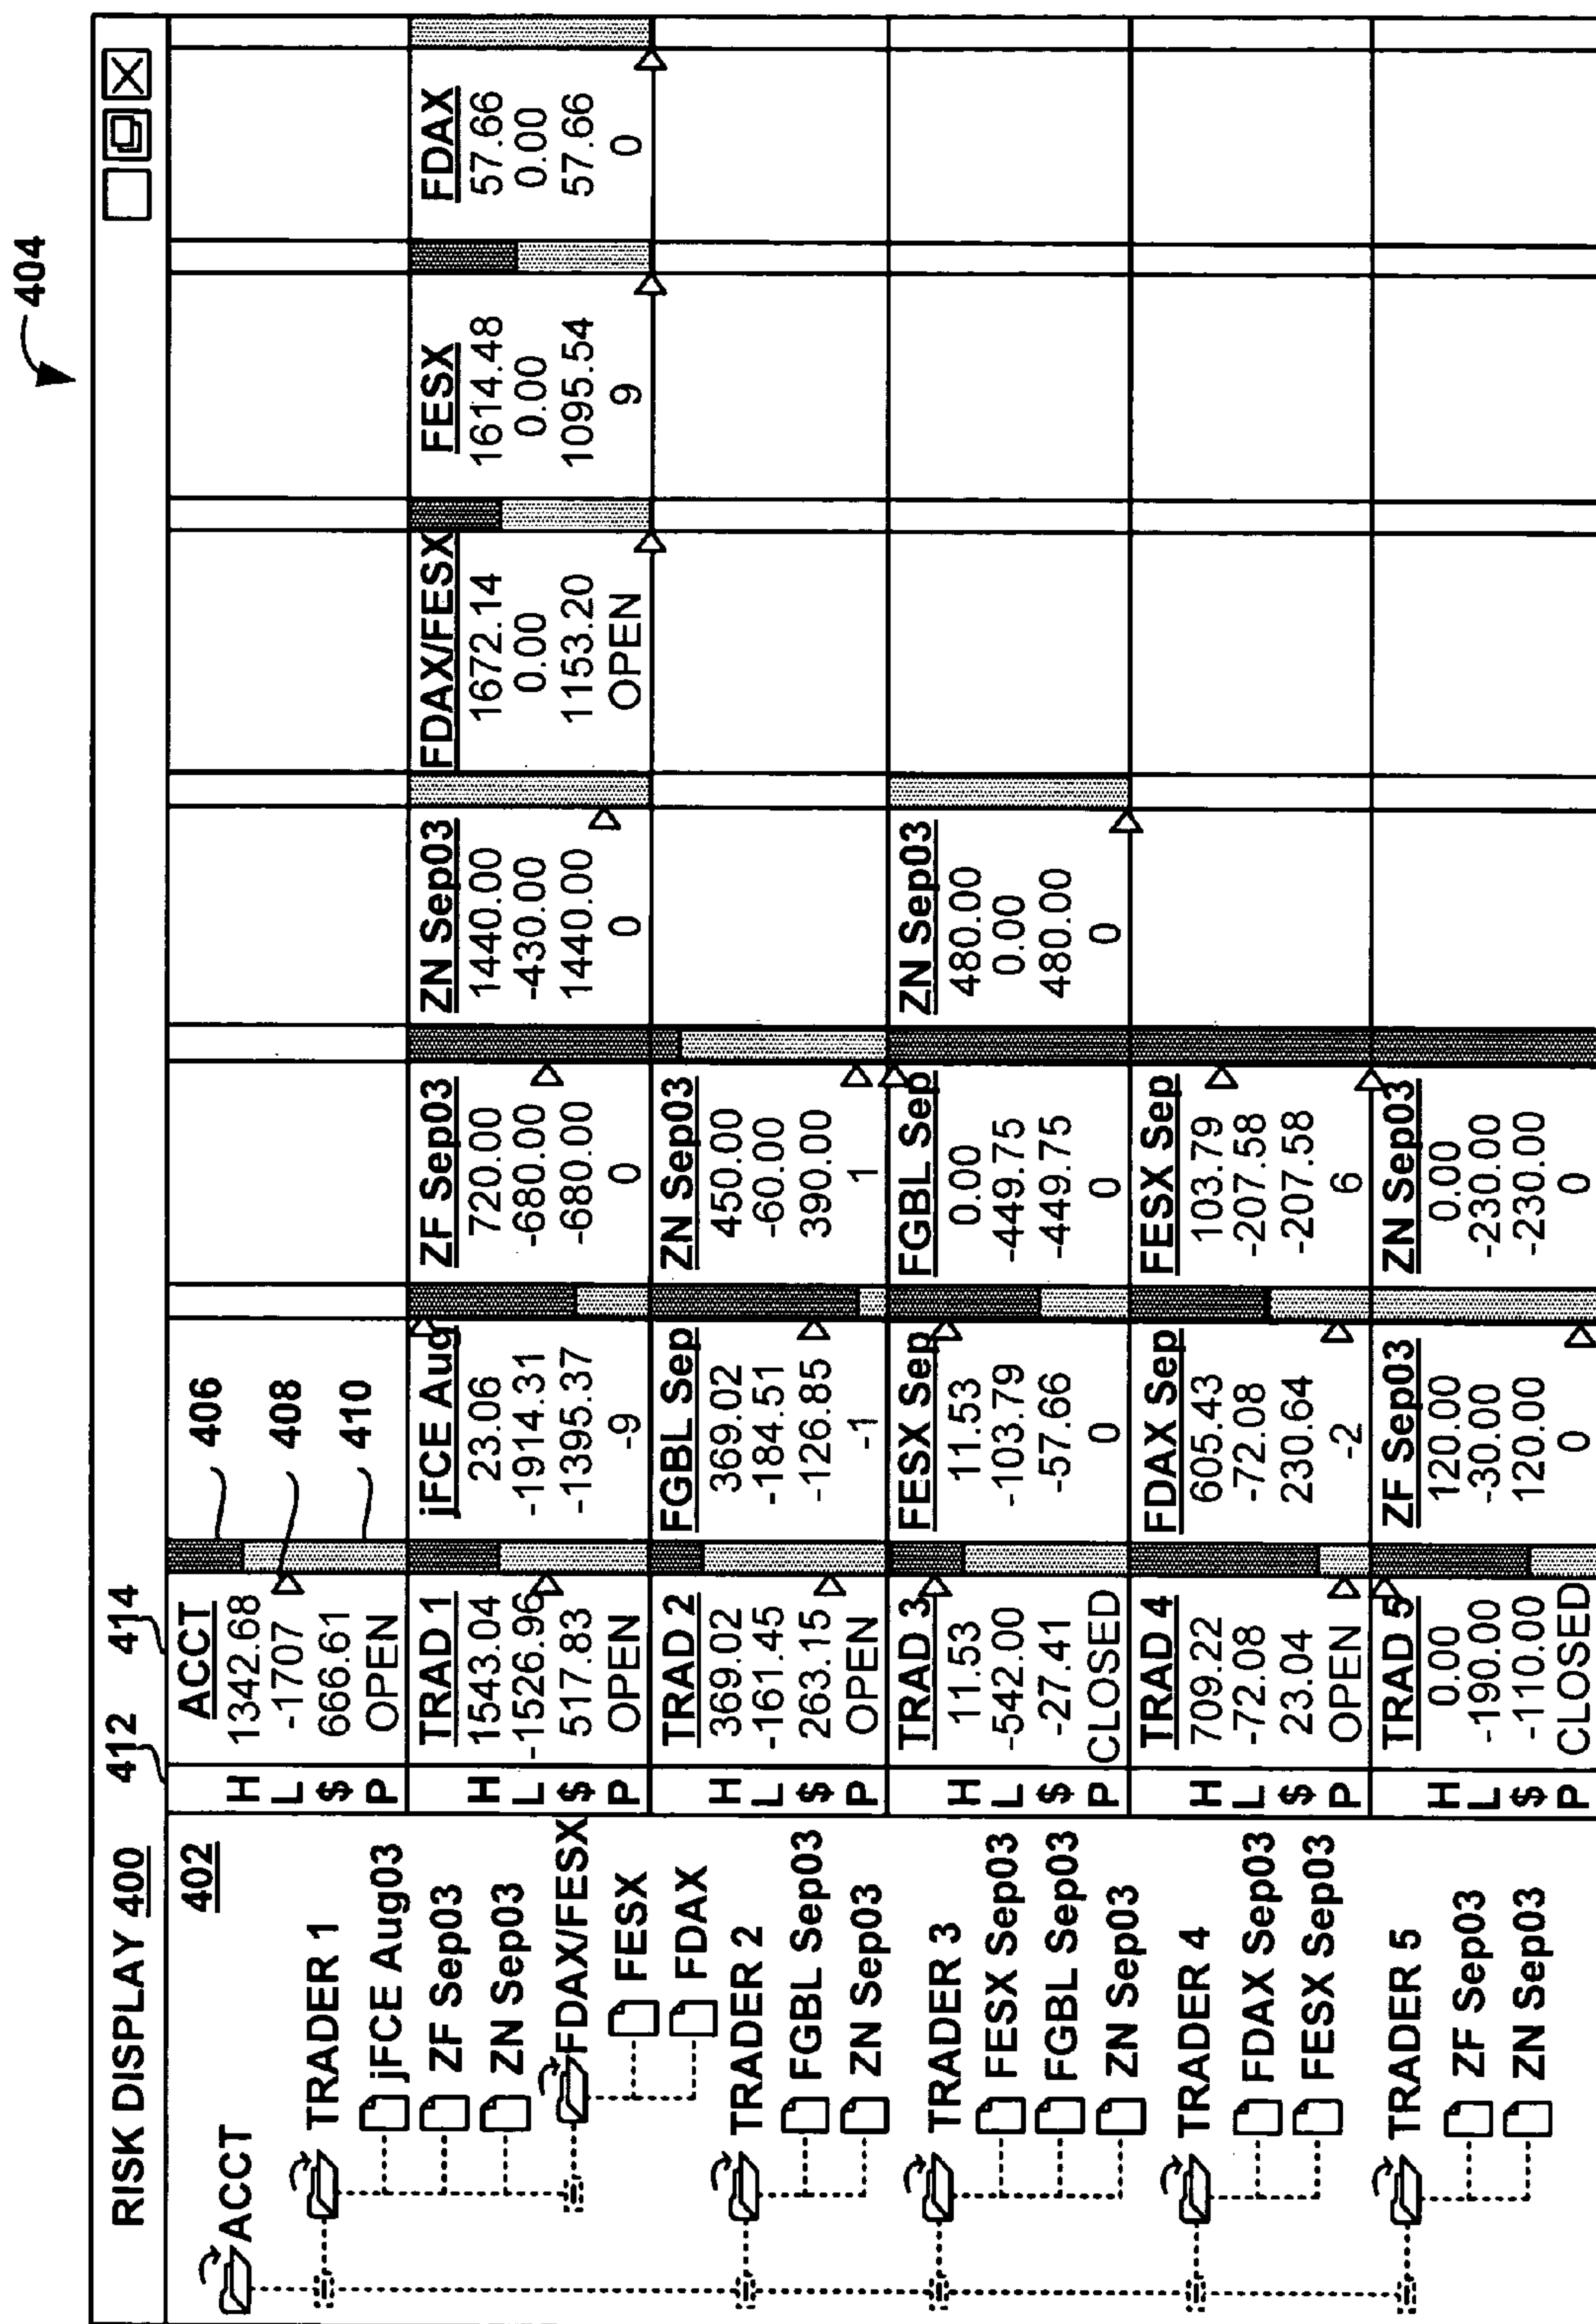 404
RISK DISPLAY 400
402
ACCT
TRADER 1
jFCE Aug03
ZF Sep03
ZN Sep03
FDAX/FESX
FESX
FDAX
TRADER 2
FGBL Sep03
ZN Sep03
TRADER 3
FESX Sep03
FGBL Sep03
ZN Sep03
TRADER 4
FDAX Sep03
FESX Sep03
TRADER 5
ZF Sep03
ZN Sep03
412
414
H
L
$
P
ACCT
1342.68
-1707
666.61
OPEN
406
408
410
H
L
$
P
TRAD 1
1543.04
-1526.96
517.83
OPEN
jFCE Aug
23.06
-1914.31
-1395.37
-9
ZF Sep03
720.00
-680.00
-680.00
0
ZN Sep03
1440.00
-430.00
1440.00
0
FDAX/FESX
1672.14
0.00
1153.20
OPEN
FESX
1614.48
0.00
1095.54
9
FDAX
57.66
0.00
57.66
0
H
L
$
P
TRAD 2
369.02
-161.45
263.15
OPEN
FGBL Sep
369.02
-184.51
-126.85
-1
ZN Sep03
450.00
-60.00
390.00
1
H
L
$
P
TRAD 3
11.53
-542.00
-27.41
CLOSED
FESX Sep
11.53
-103.79
-57.66
0
FGBL Sep
0.00
-449.75
-449.75
0
ZN Sep03
480.00
0.00
480.00
0
H
L
$
P
TRAD 4
709.22
-72.08
23.04
OPEN
FDAX Sep
605.43
-72.08
230.64
-2
FESX Sep
103.79
-207.58
-207.58
6
H
L
$
P
TRAD 5
0.00
-190.00
-110.00
CLOSED
ZF Sep03
120.00
-30.00
120.00
0
ZN Sep03
0.00
-230.00
-230.00
0